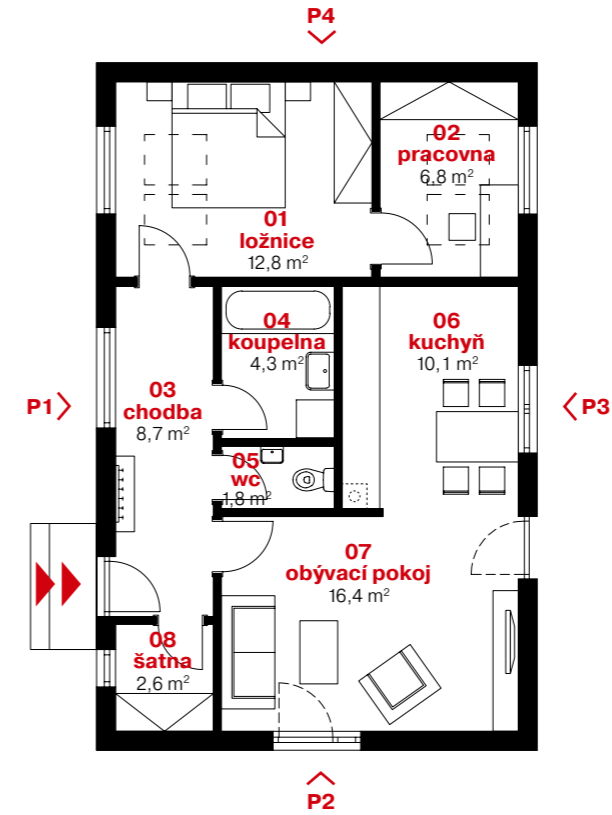 P4
01
ložnice
12,8 m²
02
pracovna
6,8 m²
03
chodba
8,7 m²
04
koupelna
4,3 m²
06
kuchyň
10,1 m²
P1
P3
05
wc
1,8 m²
07
obývací pokoj
16,4 m²
08
šatna
2,6 m²
P2